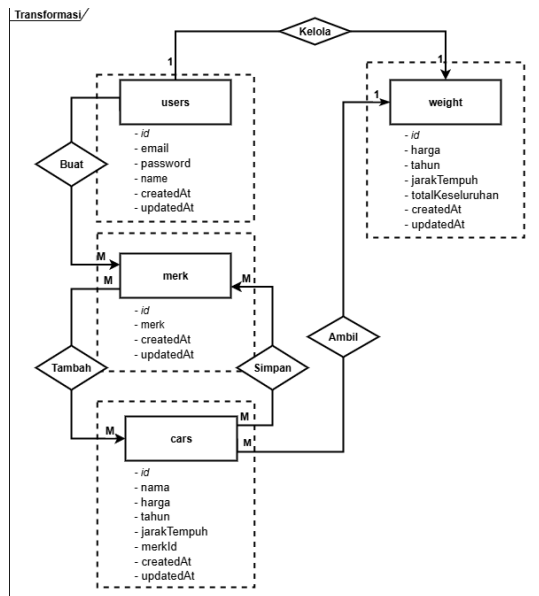 Transformasi
Kelola
1
1
users
- id
- email
- password
- name
- createdAt
- updatedAt
1
weight
- id
- harga
- tahun
- jarakTempuh
- totalKeseluruhan
- createdAt
- updatedAt
Buat
M
M
M
merk
- id
- merk
- createdAt
- updatedAt
Ambil
Tambah
Simpan
M
M
M
cars
- id
- nama
- harga
- tahun
- jarakTempuh
- merkId
- createdAt
- updatedAt